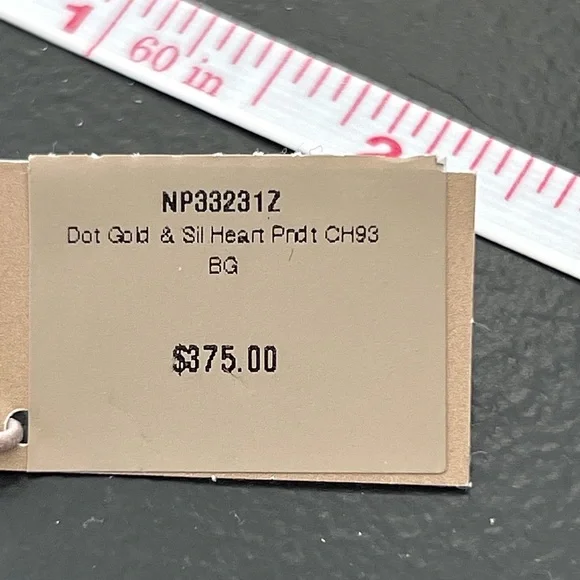 1
60 in
2
NP33231Z
Dot Gold & Sil Heart Pndt CH93
BG
$375.00